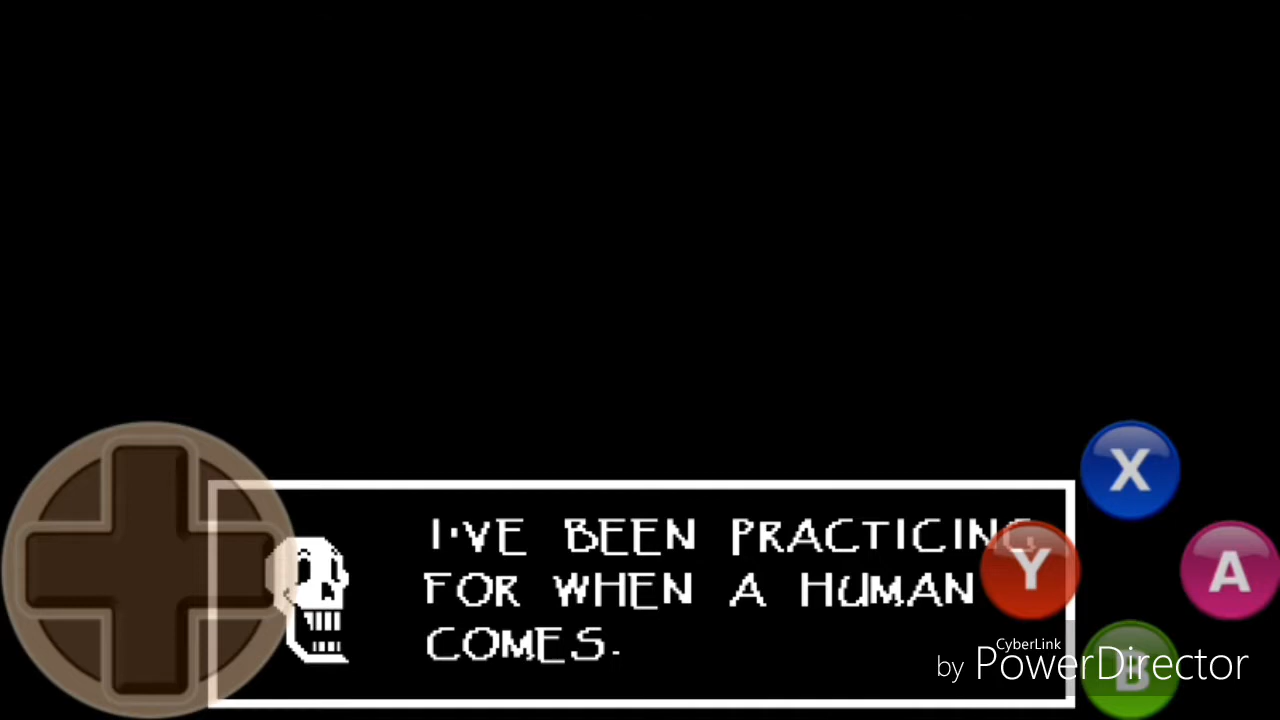 I'VE BEEN PRACTICING
FOR WHEN A HUMAN
COMES.
X
Y
A
B
CyberLink
by PowerDirector